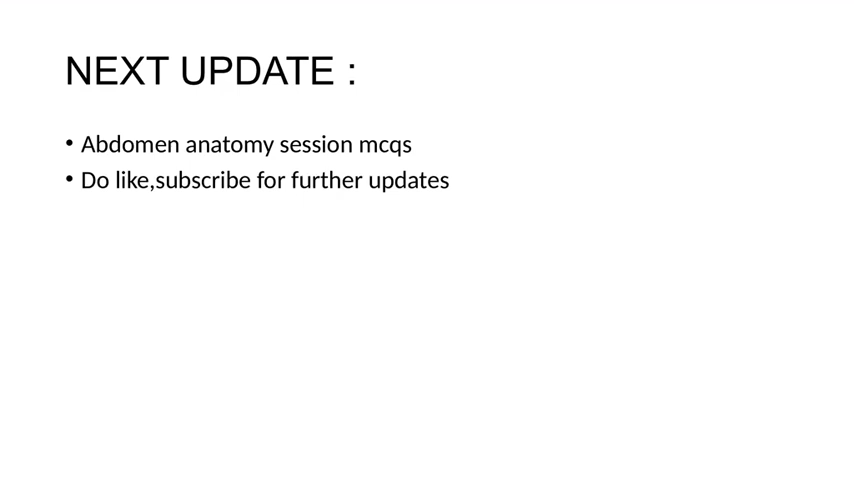 NEXT UPDATE :
• Abdomen anatomy session mcqs
• Do like,subscribe for further updates